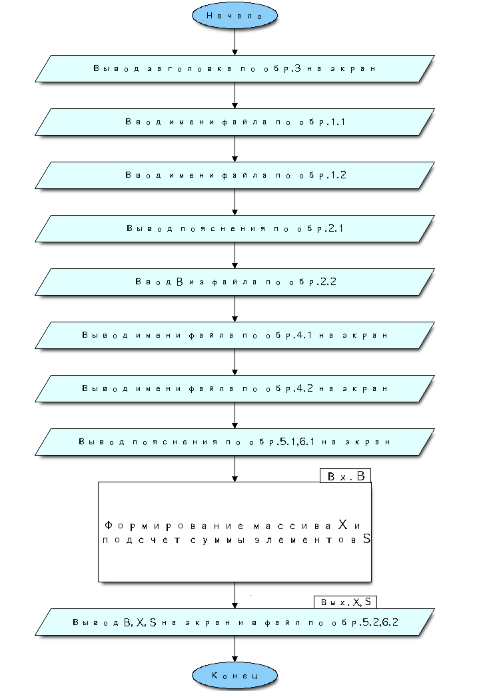 Начало
Вывод заголовка по обр.3 на экран
Ввод имени файла по обр.1.1
Ввод имени файла по обр.1.2
Вывод пояснения по обр.2.1
Ввод B из файла по обр.2.2
Вывод имени файла по обр.4.1 на экран
Вывод имени файла по обр.4.2 на экран
Вывод пояснения по обр.5.1,6.1 на экран
Вх. B
Формирование массива X и
подсчет суммы элементов S
Вых. X, S
Вывод B, X, S на экран и в файл по обр.5.2,6.2
Конец